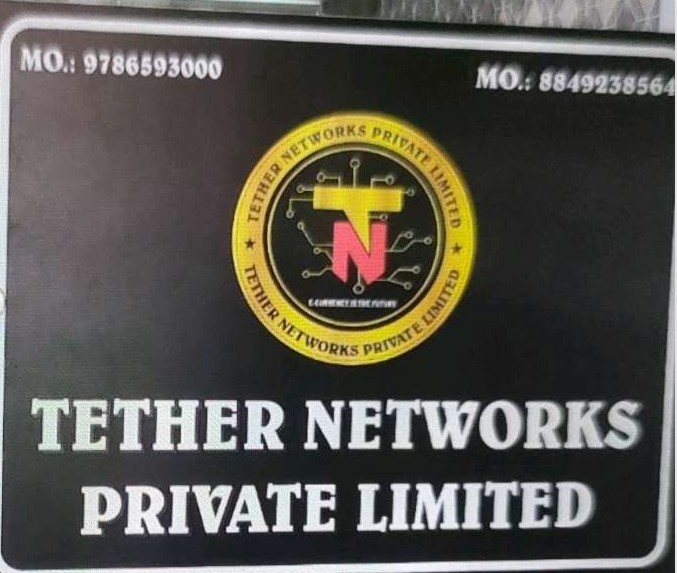 MO.: 9786593000
MO.: 8849238564
TETHER NETWORKS PRIVATE LIMITED
TN
E-CURRENCY IS THE FUTURE
TETHER NETWORKS PRIVATE LIMITED
TETHER NETWORKS
PRIVATE LIMITED